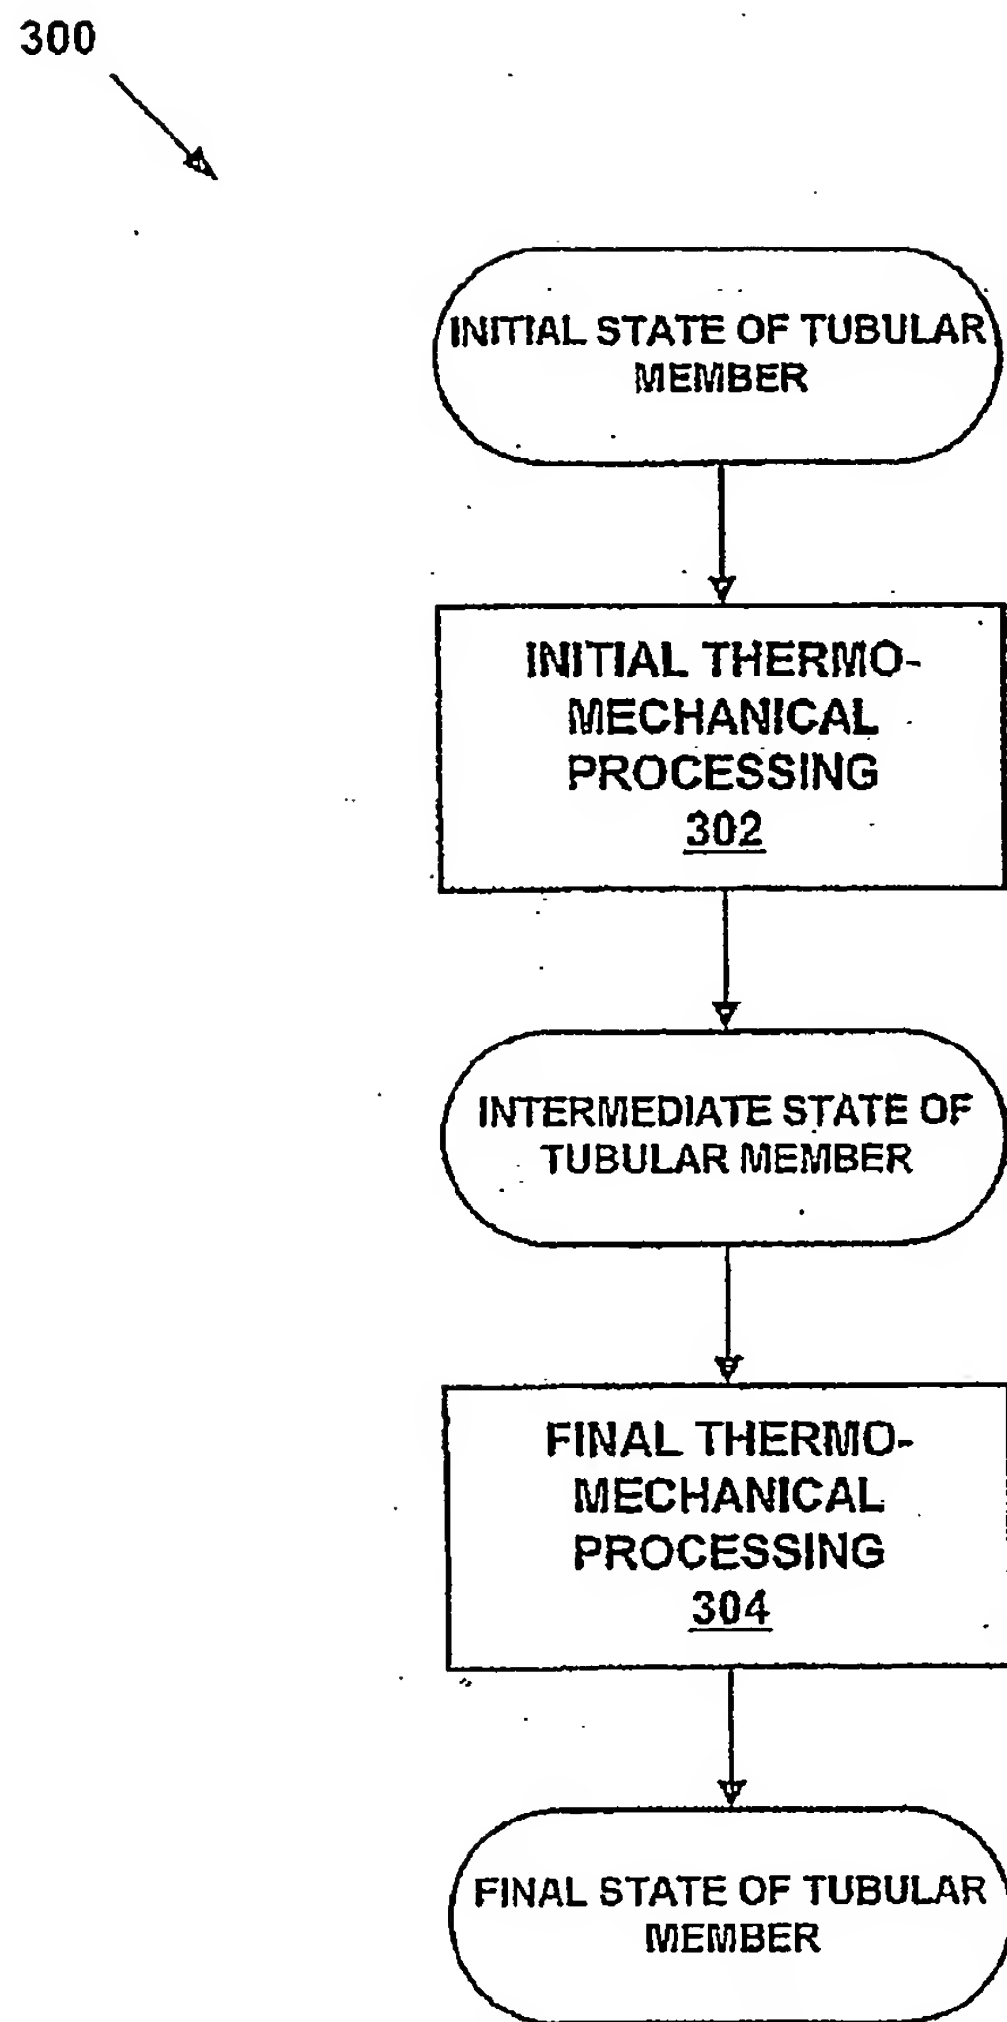 300
INITIAL STATE OF TUBULAR
MEMBER
INITIAL THERMO-
MECHANICAL
PROCESSING
302
INTERMEDIATE STATE OF
TUBULAR MEMBER
FINAL THERMO-
MECHANICAL
PROCESSING
304
FINAL STATE OF TUBULAR
MEMBER